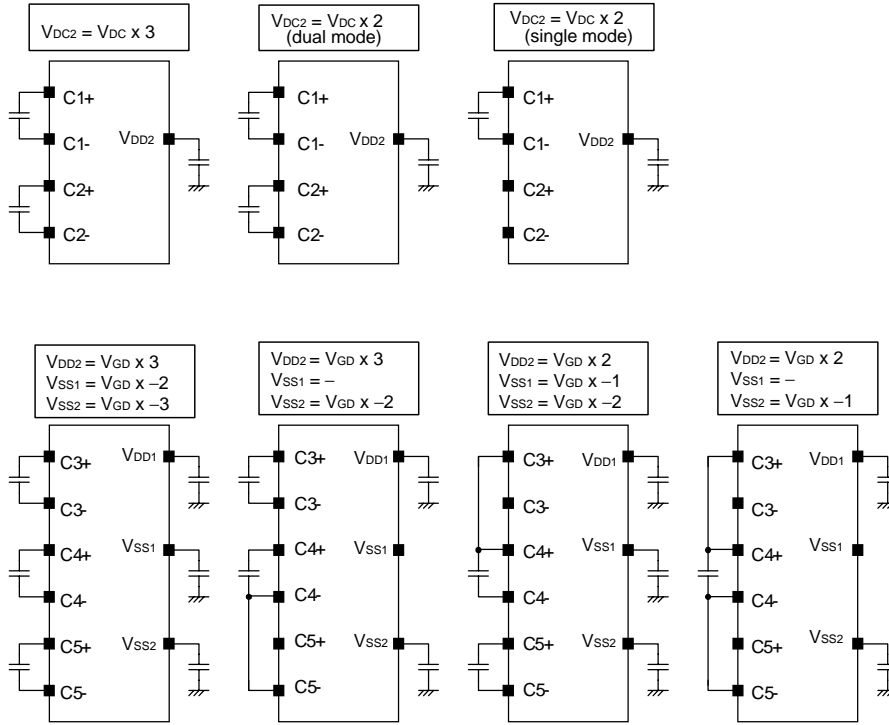 VDC2 = VDC x 3
VDC2 = VDC x 2
(dual mode)
VDC2 = VDC x 2
(single mode)
C1+
C1-
VDD2
C2+
C2-
C1+
C1-
VDD2
C2+
C2-
C1+
C1-
VDD2
C2+
C2-
VDD2 = VGD x 3
VSS1 = VGD x −2
VSS2 = VGD x −3
VDD2 = VGD x 3
VSS1 = −
VSS2 = VGD x −2
VDD2 = VGD x 2
VSS1 = VGD x −1
VSS2 = VGD x −2
VDD2 = VGD x 2
VSS1 = −
VSS2 = VGD x −1
C3+
VDD1
C3-
C4+
VSS1
C4-
C5+
VSS2
C5-
C3+
VDD1
C3-
C4+
VSS1
C4-
C5+
VSS2
C5-
C3+
VDD1
C3-
C4+
VSS1
C4-
C5+
VSS2
C5-
C3+
VDD1
C3-
C4+
VSS1
C4-
C5+
VSS2
C5-